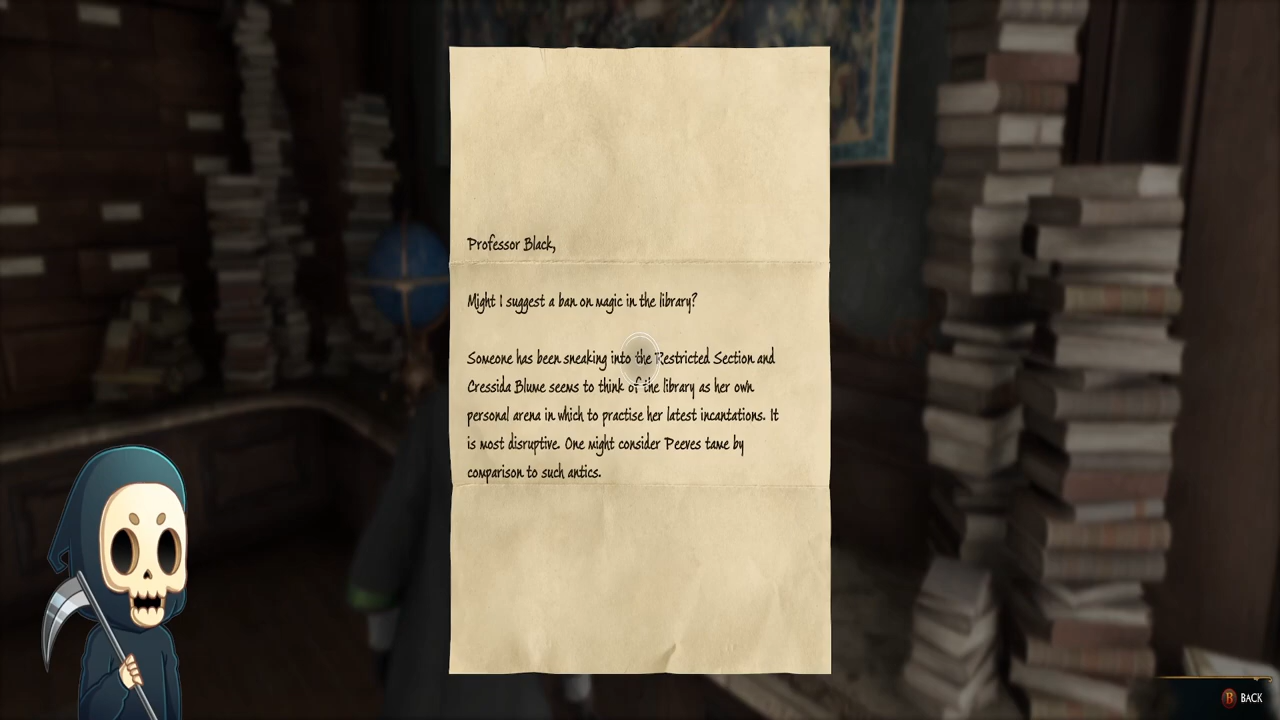 Professor Black,
Might I suggest a ban on magic in the library?
Someone has been sneaking into the Restricted Section and
Cressida Blume seems to think of the library as her own
personal arena in which to practise her latest incantations. It
is most disruptive. One might consider Peeves tame by
comparison to such antics.
B BACK